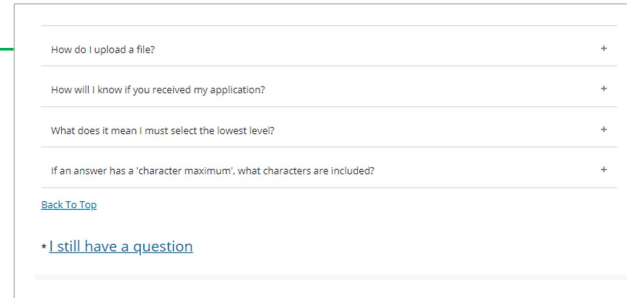 How do I upload a file? +
How will I know if you received my application? +
What does it mean I must select the lowest level? +
If an answer has a 'character maximum', what characters are included? +
Back To Top
* I still have a question